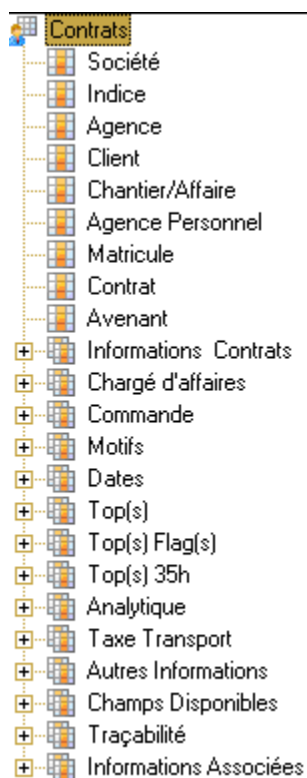 Contrats
Société
Indice
Agence
Client
Chantier/Affaire
Agence Personnel
Matricule
Contrat
Avenant
Informations  Contrats
Chargé d'affaires
Commande
Motifs
Dates
Top(s)
Top(s) Flag(s)
Top(s) 35h
Analytique
Taxe Transport
Autres Informations
Champs Disponibles
Traçabilité
Informations Associées